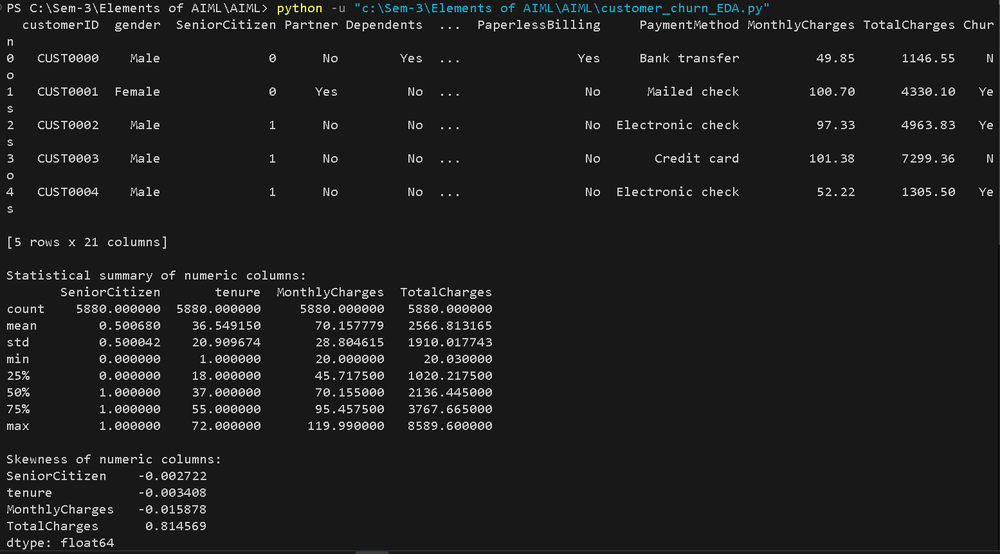 PS C:\Sem-3\Elements of AIML\AIML> python -u "c:\Sem-3\Elements of AIML\AIML\customer_churn_EDA.py"
  customerID  gender  SeniorCitizen Partner Dependents  ...  PaperlessBilling     PaymentMethod MonthlyCharges TotalCharges Chur
n
0   CUST0000    Male              0      No        Yes  ...               Yes     Bank transfer          49.85      1146.55    N
o
1   CUST0001  Female              0     Yes         No  ...                No      Mailed check         100.70      4330.10   Ye
s
2   CUST0002    Male              1      No         No  ...                No  Electronic check          97.33      4963.83   Ye
s
3   CUST0003    Male              1      No         No  ...                No       Credit card         101.38      7299.36    N
o
4   CUST0004    Male              1      No         No  ...                No  Electronic check          52.22      1305.50   Ye
s

[5 rows x 21 columns]

Statistical summary of numeric columns:
       SeniorCitizen       tenure  MonthlyCharges  TotalCharges
count    5880.000000  5880.000000     5880.000000   5880.000000
mean        0.500680    36.549150       70.157779   2566.813165
std         0.500042    20.909674       28.804615   1910.017743
min         0.000000     1.000000       20.000000     20.030000
25%         0.000000    18.000000       45.717500   1020.217500
50%         1.000000    37.000000       70.155000   2136.445000
75%         1.000000    55.000000       95.457500   3767.665000
max         1.000000    72.000000      119.990000   8589.600000

Skewness of numeric columns:
SeniorCitizen    -0.002722
tenure           -0.003408
MonthlyCharges   -0.015878
TotalCharges      0.814569
dtype: float64